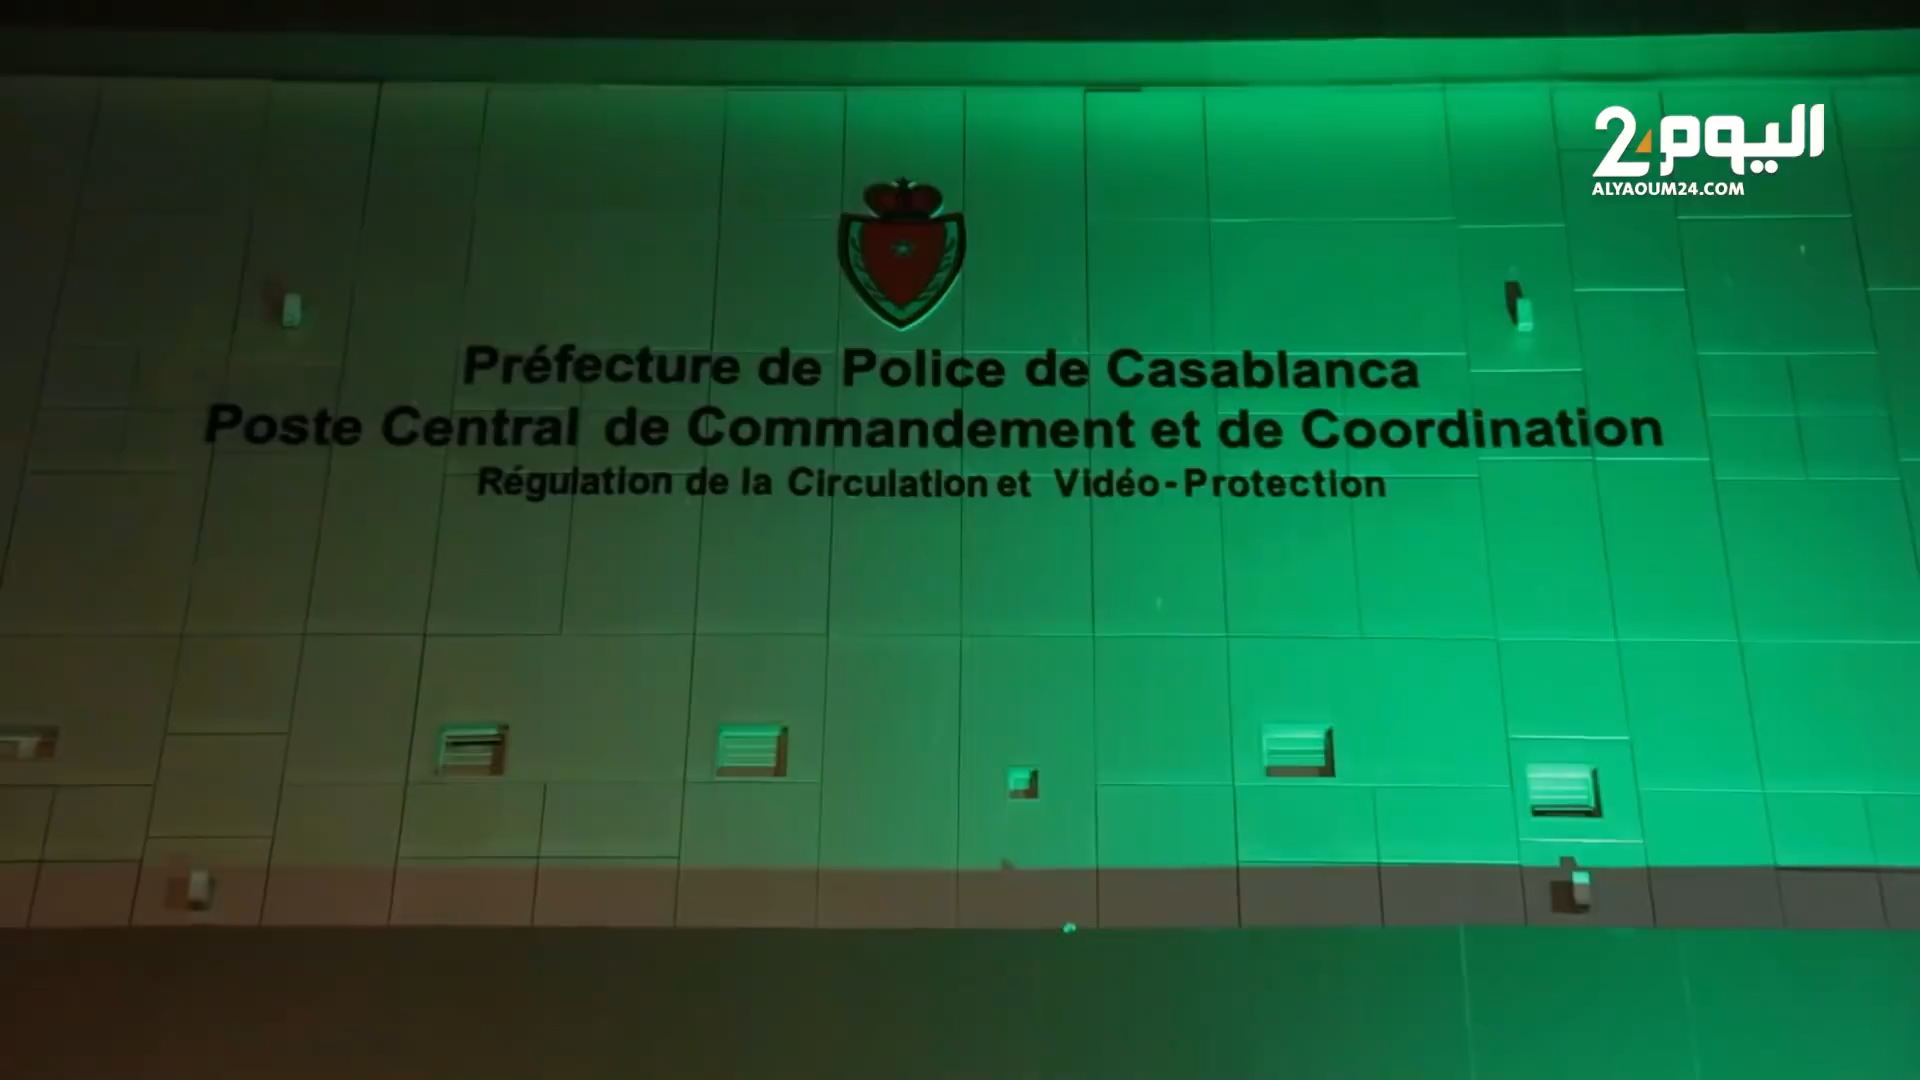 اليوم24
ALYAOUM24.COM
Préfecture de Police de Casablanca
Poste Central de Commandement et de Coordination
Régulation de la Circulation et Vidéo-Protection